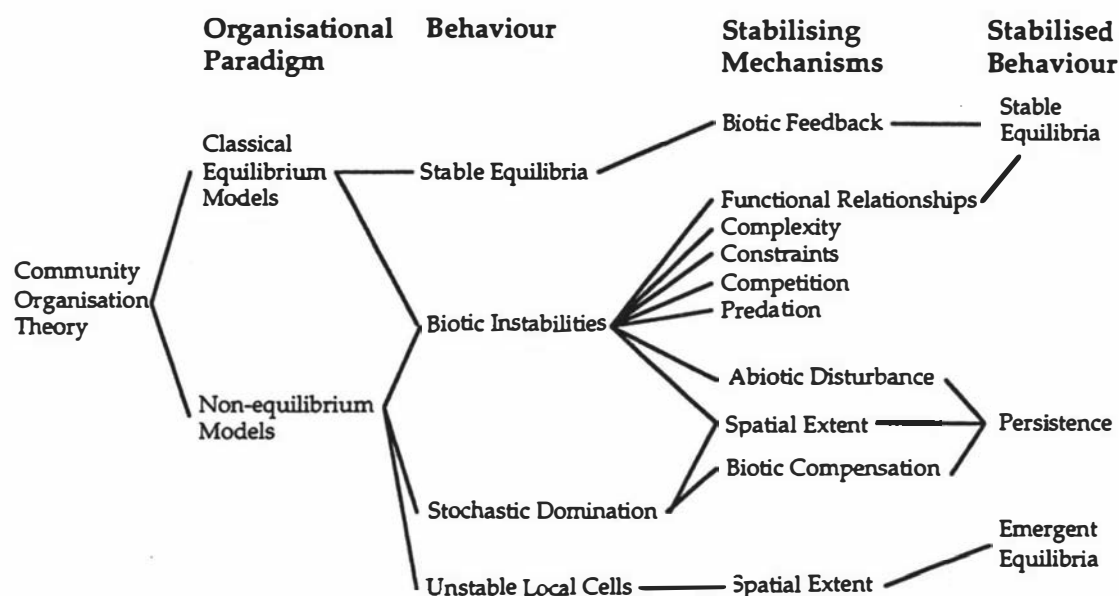 Organisational
Paradigm
Behaviour
Stabilising
Mechanisms
Stabilised
Behaviour
Community
Organisation
Theory
Classical
Equilibrium
Models
Non-equilibrium
Models
Stable Equilibria
Biotic Instabilities
Stochastic Domination
Unstable Local Cells
Biotic Feedback
Functional Relationships
Complexity
Constraints
Competition
Predation
Abiotic Disturbance
Spatial Extent
Biotic Compensation
Spatial Extent
Stable
Equilibria
Persistence
Emergent
Equilibria